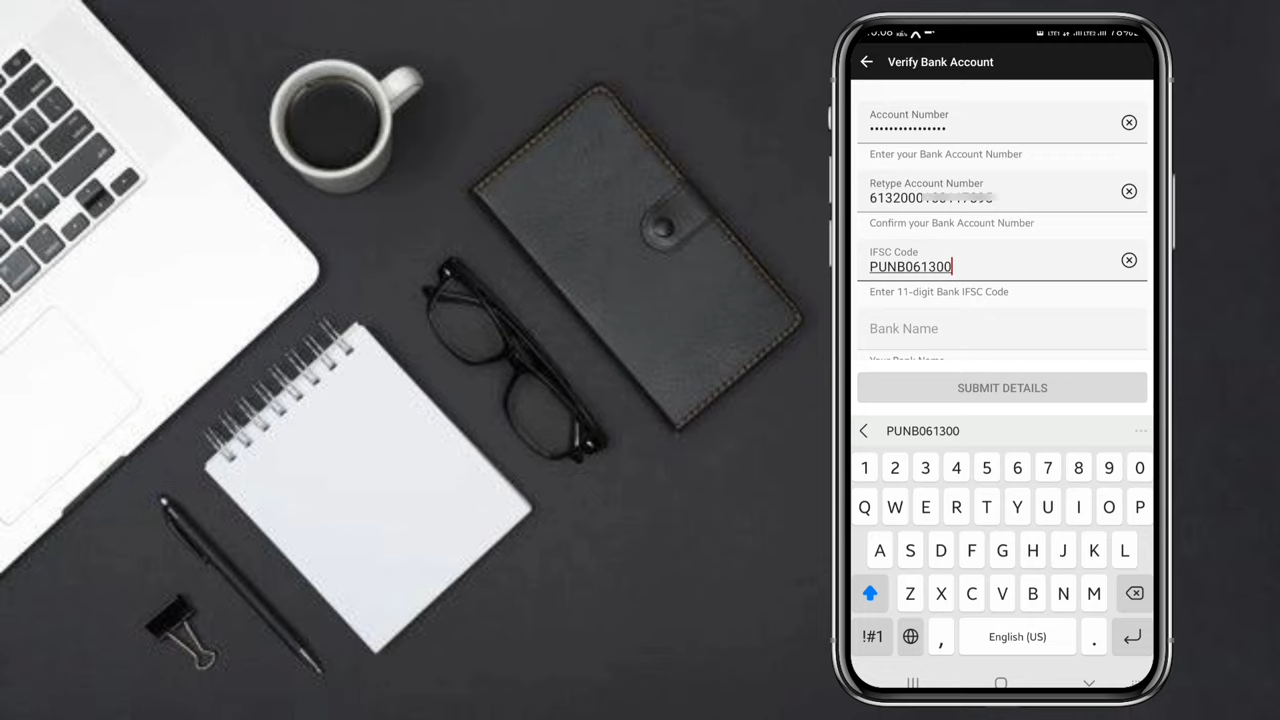 Verify Bank Account
Account Number
••••••••••••••••
Enter your Bank Account Number
Retype Account Number
6132000
Confirm your Bank Account Number
IFSC Code
PUNB061300
Enter 11-digit Bank IFSC Code
Bank Name
Your Bank Name
SUBMIT DETAILS
PUNB061300
1 2 3 4 5 6 7 8 9 0
Q W E R T Y U I O P
A S D F G H J K L
Z X C V B N M
!#1 , English (US) .